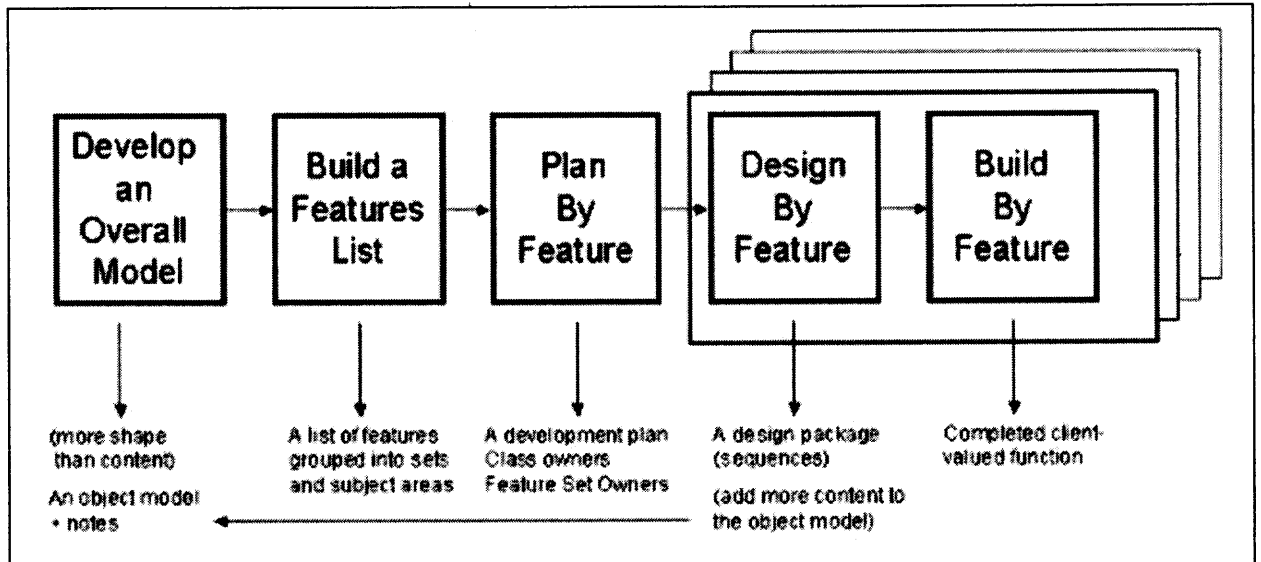 Develop
an
Overall
Model
Build a
Features
List
Plan
By
Feature
Design
By
Feature
Build
By
Feature
(more shape
than content)
An object model
+ notes
A list of features
grouped into sets
and subject areas
A development plan
Class owners
Feature Set Owners
A design package
(sequences)
(add more content to
the object model)
Completed client-
valued function